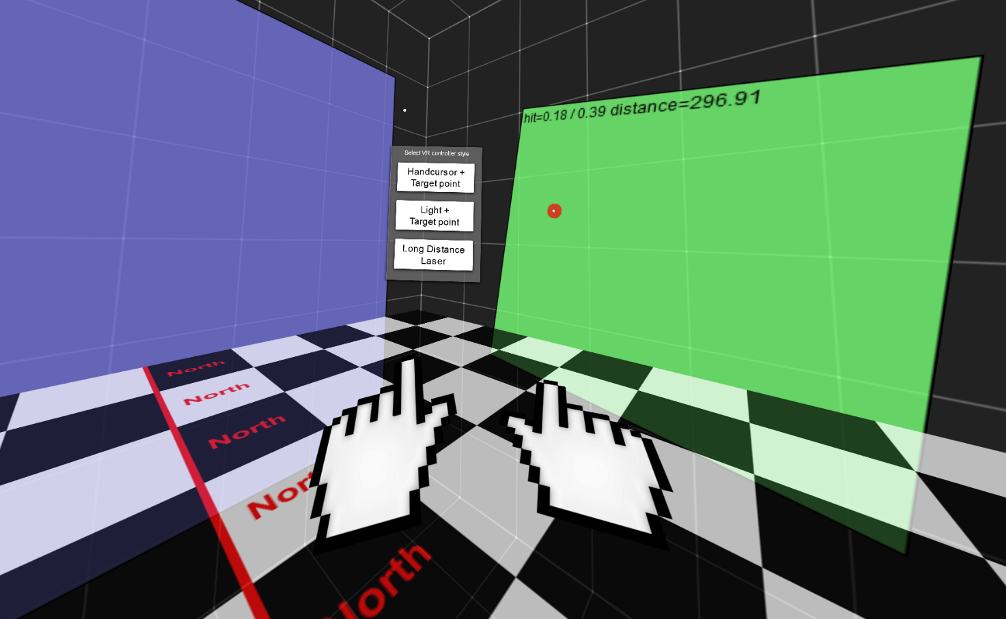 hit=0.18 / 0.39 distance=296.91
Select VR controller style
Handcursor +
Target point
Light +
Target point
Long Distance
Laser
North
North
North
North
North